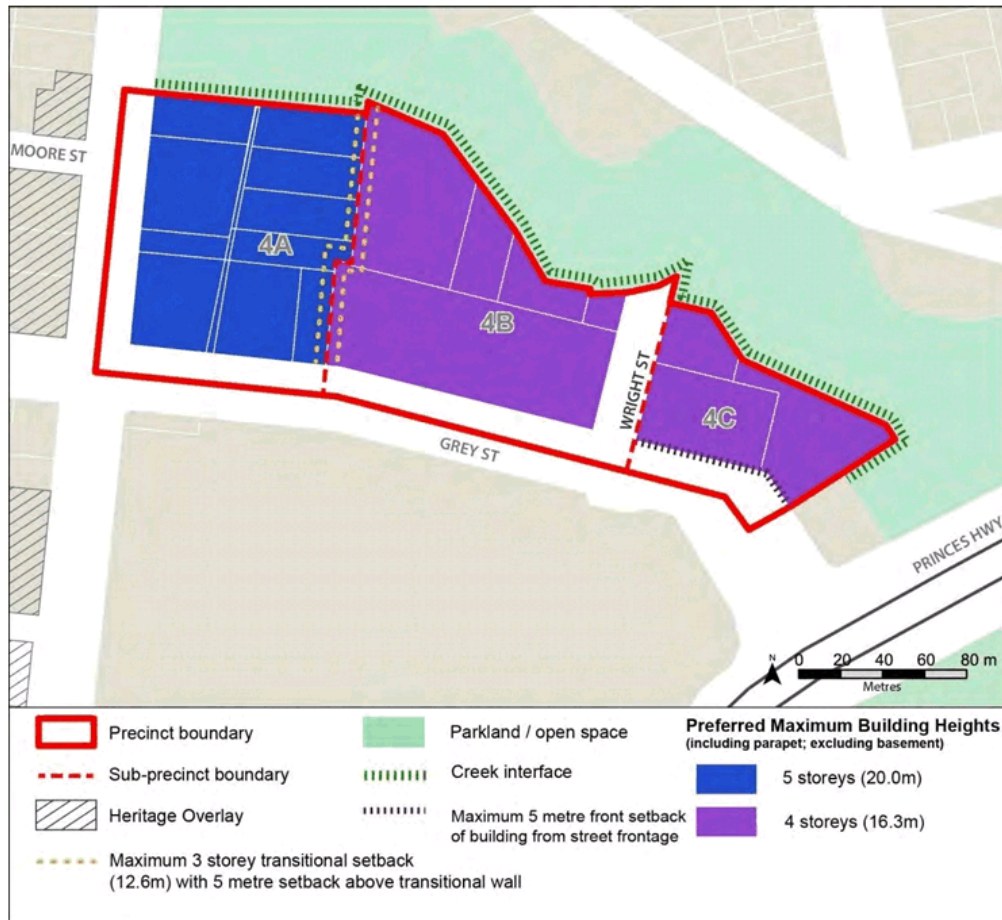 MOORE ST
4A
4B
WRIGHT ST
4C
GREY ST
PRINCES HWY
N
0 20 40 60 80 m
Metres
Precinct boundary
Sub-precinct boundary
Heritage Overlay
Maximum 3 storey transitional setback
(12.6m) with 5 metre setback above transitional wall
Parkland / open space
Creek interface
Maximum 5 metre front setback
of building from street frontage
Preferred Maximum Building Heights
(including parapet; excluding basement)
5 storeys (20.0m)
4 storeys (16.3m)